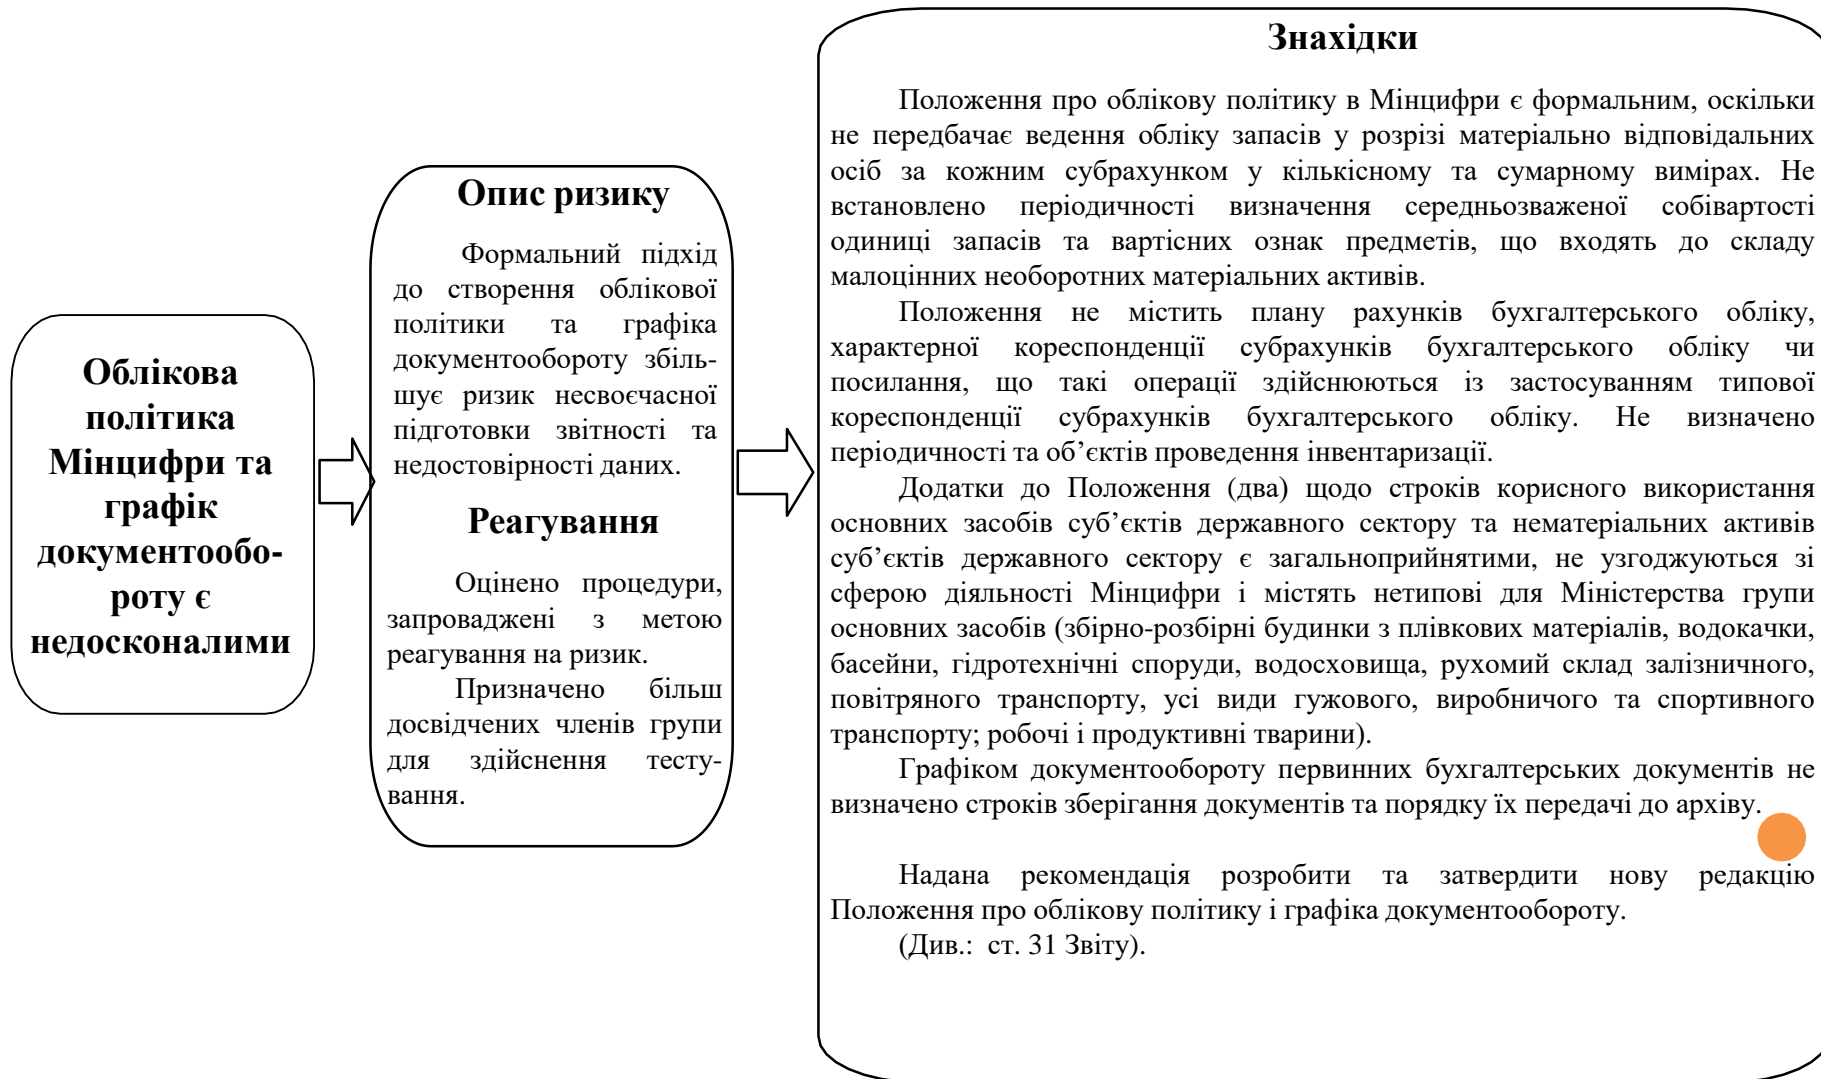 Облікова
політика
Мінцифри та
графік
документообо-
роту є
недосконалими
Опис ризику
Формальний підхід
до створення облікової
політики та графіка
документообороту збіль-
шує ризик несвоєчасної
підготовки звітності та
недостовірності даних.
Реагування
Оцінено процедури,
запроваджені з метою
реагування на ризик.
Призначено більш
досвідчених членів групи
для здійснення тесту-
вання.
Знахідки
Положення про облікову політику в Мінцифри є формальним, оскільки
не передбачає ведення обліку запасів у розрізі матеріально відповідальних
осіб за кожним субрахунком у кількісному та сумарному вимірах. Не
встановлено періодичності визначення середньозваженої собівартості
одиниці запасів та вартісних ознак предметів, що входять до складу
малоцінних необоротних матеріальних активів.
Положення не містить плану рахунків бухгалтерського обліку,
характерної кореспонденції субрахунків бухгалтерського обліку чи
посилання, що такі операції здійснюються із застосуванням типової
кореспонденції субрахунків бухгалтерського обліку. Не визначено
періодичності та об’єктів проведення інвентаризації.
Додатки до Положення (два) щодо строків корисного використання
основних засобів суб’єктів державного сектору та нематеріальних активів
суб’єктів державного сектору є загальноприйнятими, не узгоджуються зі
сферою діяльності Мінцифри і містять нетипові для Міністерства групи
основних засобів (збірно-розбірні будинки з плівкових матеріалів, водокачки,
басейни, гідротехнічні споруди, водосховища, рухомий склад залізничного,
повітряного транспорту, усі види гужового, виробничого та спортивного
транспорту; робочі і продуктивні тварини).
Графіком документообороту первинних бухгалтерських документів не
визначено строків зберігання документів та порядку їх передачі до архіву.
Надана рекомендація розробити та затвердити нову редакцію
Положення про облікову політику і графіка документообороту.
(Див.: ст. 31 Звіту).